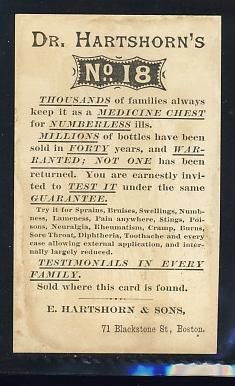 DR. HARTSHORN'S
No. 18
THOUSANDS of families always
keep it as a MEDICINE CHEST
for NUMBERLESS ills.
MILLIONS of bottles have been
sold in FORTY years, and WAR-
RANTED; NOT ONE has been
returned. You are earnestly invi-
ted to TEST IT under the same
GUARANTEE.
Try it for Sprains, Bruises, Swellings, Numb-
ness, Lameness, Pain anywhere, Stings, Poi-
sons, Neuralgia, Rheumatism, Cramp, Burns,
Sore Throat, Diphtheria, Toothache and every
case allowing external application, and inter-
nally largely reduced.
TESTIMONIALS IN EVERY
FAMILY.
Sold where this card is found.
E. HARTSHORN & SONS,
71 Blackstone St., Boston.